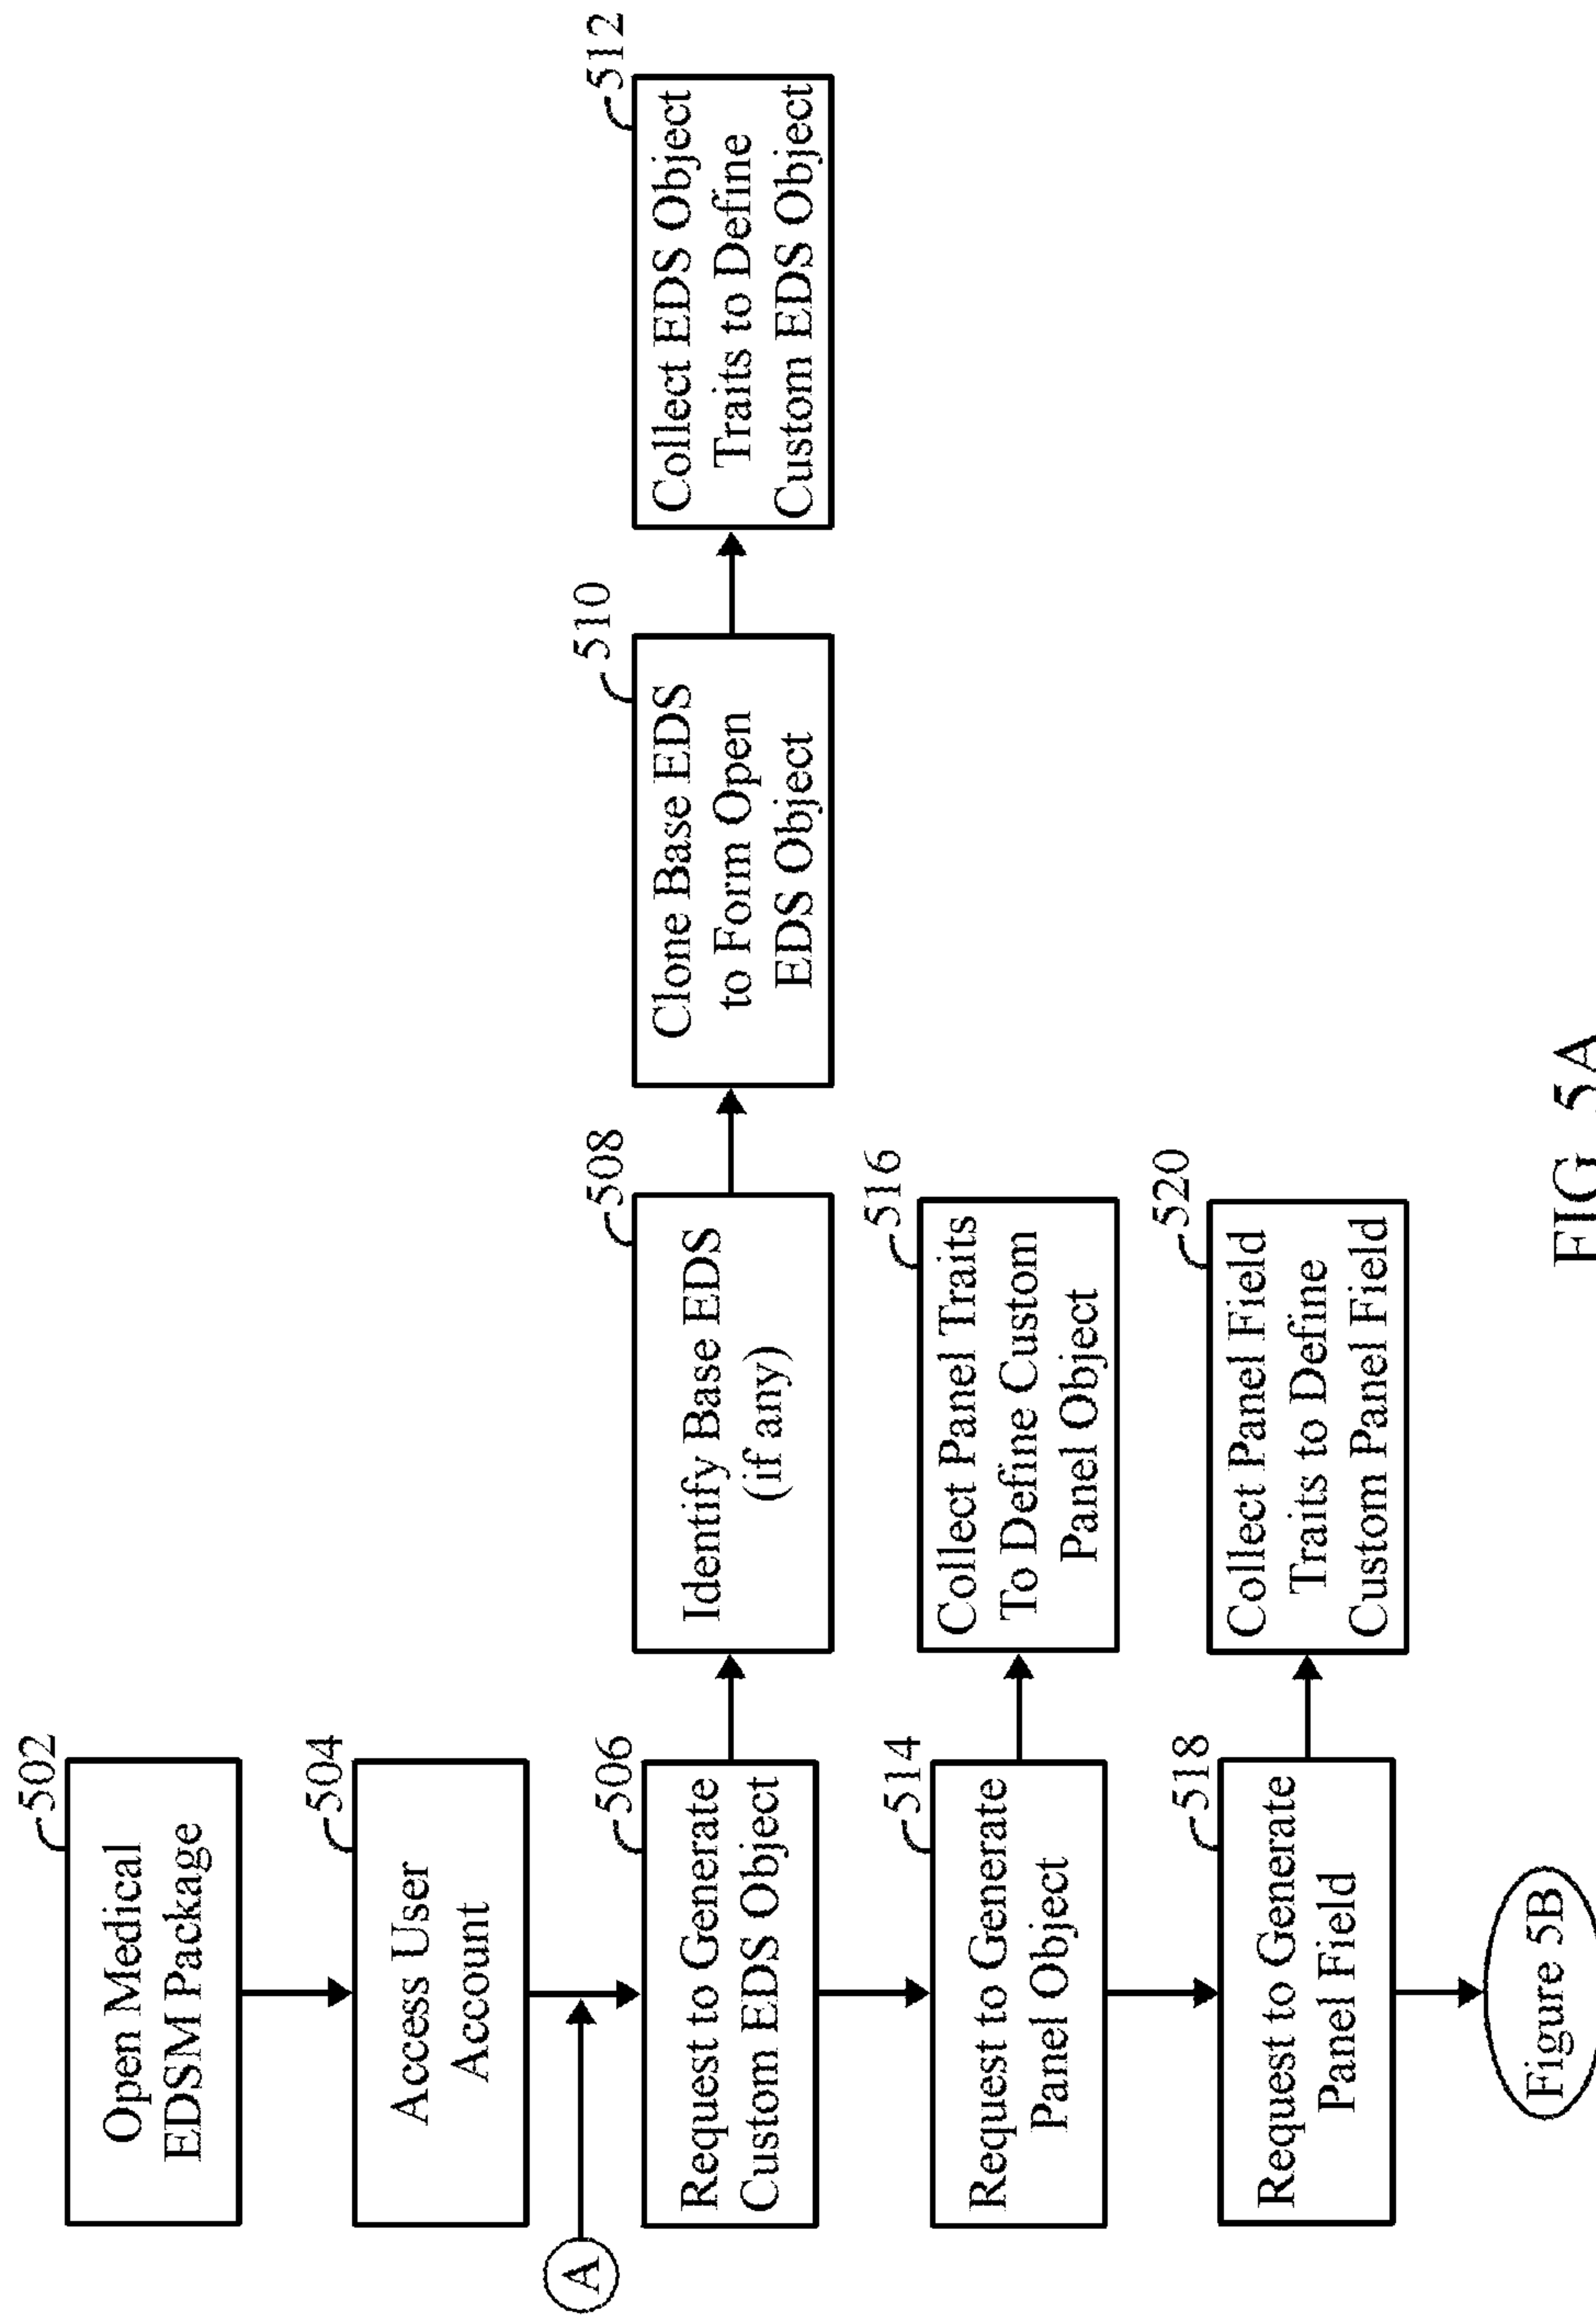 502
Open Medical
EDSM Package
504
Access User
Account
A
506
Request to Generate
Custom EDS Object
508
Identify Base EDS
(if any)
510
Clone Base EDS
to Form Open
EDS Object
512
Collect EDS Object
Traits to Define
Custom EDS Object
514
Request to Generate
Panel Object
516
Collect Panel Traits
To Define Custom
Panel Object
518
Request to Generate
Panel Field
520
Collect Panel Field
Traits to Define
Custom Panel Field
Figure 5B
FIG. 5A